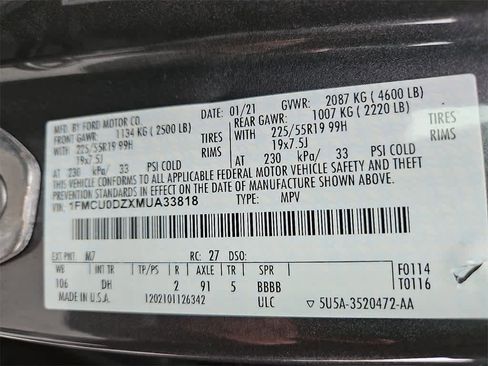 MFD. BY FORD MOTOR CO. DATE: 01/21 GVWR: 2087 KG ( 4600 LB)
FRONT GAWR: 1134 KG ( 2500 LB) REAR GAWR: 1007 KG ( 2220 LB)
WITH 225/55R19 99H TIRES WITH 225/55R19 99H TIRES
19x7.5J RIMS 19x7.5J RIMS
AT 230 kPa/ 33 PSI COLD AT 230 kPa/ 33 PSI COLD
THIS VEHICLE CONFORMS TO ALL APPLICABLE FEDERAL MOTOR VEHICLE SAFETY, BUMPER, AND THEFT
PREVENTION STANDARDS IN EFFECT ON THE DATE OF MANUFACTURE SHOWN ABOVE.
VIN: 1FMCU0DZXMUA33818 TYPE: MPV
EXT PNT: M7 RC: 27 DSO:
WB INT TR TP/PS R AXLE TR SPR F0114
106 DH 2 91 5 BBBB T0116
MADE IN U.S.A. 1202101126342 ULC 5U5A-3520472-AA